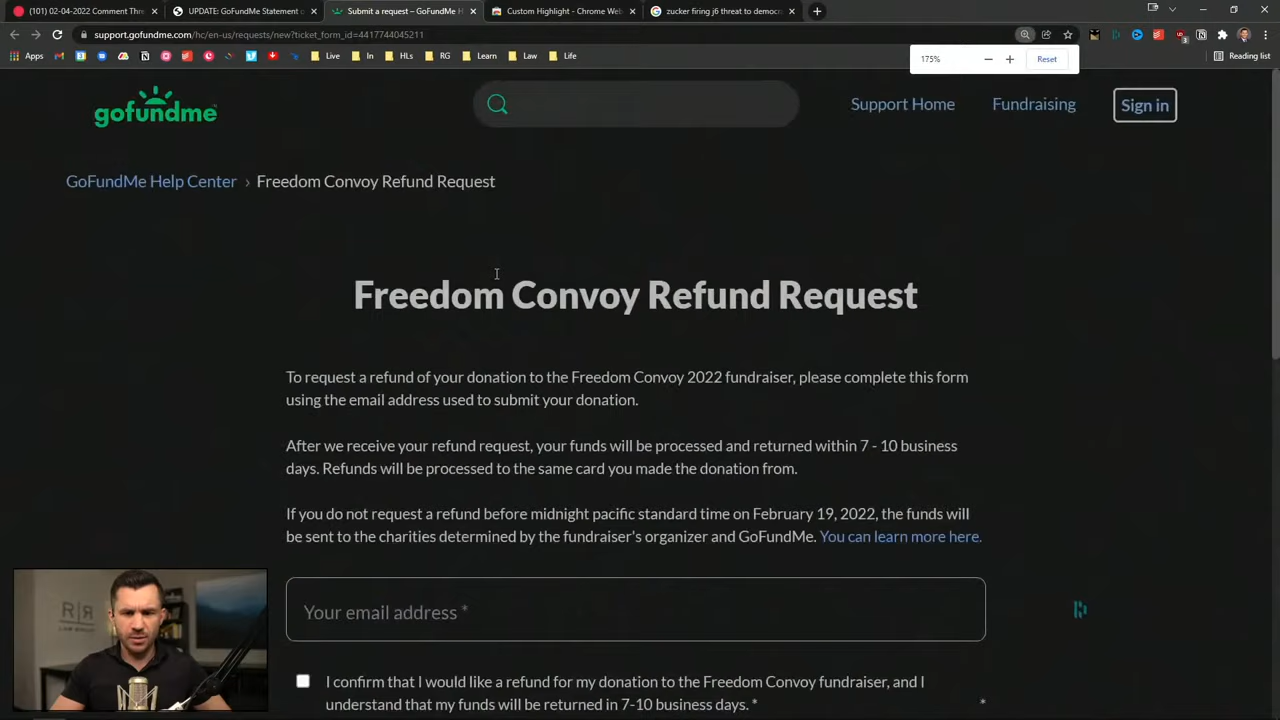 (101) 02-04-2022 Comment Thre
UPDATE: GoFundMe Statement o
Submit a request – GoFundMe H
Custom Highlight - Chrome Web
zucker firing j6 threat to democr
support.gofundme.com/hc/en-us/requests/new?ticket_form_id=4417744045211
Apps
Live
In
HLs
RG
Learn
Law
Life
Reading list
175%
Reset
gofundme
Support Home
Fundraising
Sign in
GoFundMe Help Center › Freedom Convoy Refund Request
Freedom Convoy Refund Request
To request a refund of your donation to the Freedom Convoy 2022 fundraiser, please complete this form
using the email address used to submit your donation.
After we receive your refund request, your funds will be processed and returned within 7 - 10 business
days. Refunds will be processed to the same card you made the donation from.
If you do not request a refund before midnight pacific standard time on February 19, 2022, the funds will
be sent to the charities determined by the fundraiser's organizer and GoFundMe. You can learn more here.
Your email address *
I confirm that I would like a refund for my donation to the Freedom Convoy fundraiser, and I
understand that my funds will be returned in 7-10 business days. *
*
R|R